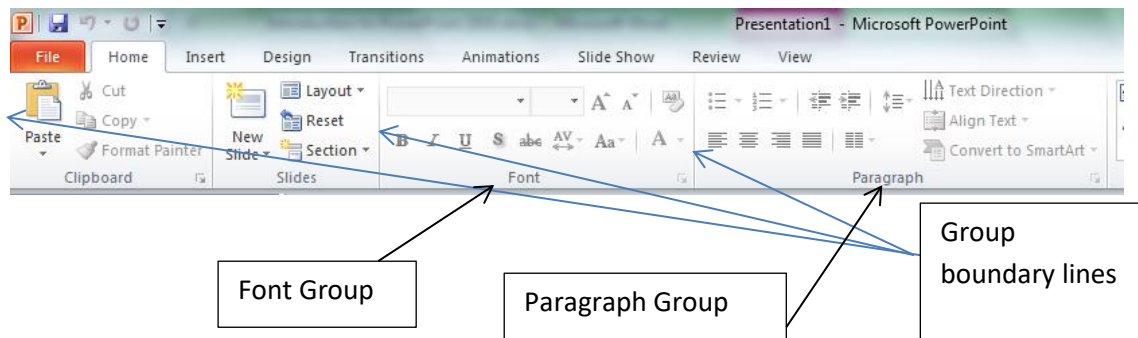 P Presentation1 - Microsoft PowerPoint
File Home Insert Design Transitions Animations Slide Show Review View
Cut Layout Text Direction
Copy Reset Align Text
Paste New
Format Painter Slide Section B I U S abc AV Aa A Convert to SmartArt
Clipboard Slides Font Paragraph
Group
boundary lines
Font Group
Paragraph Group